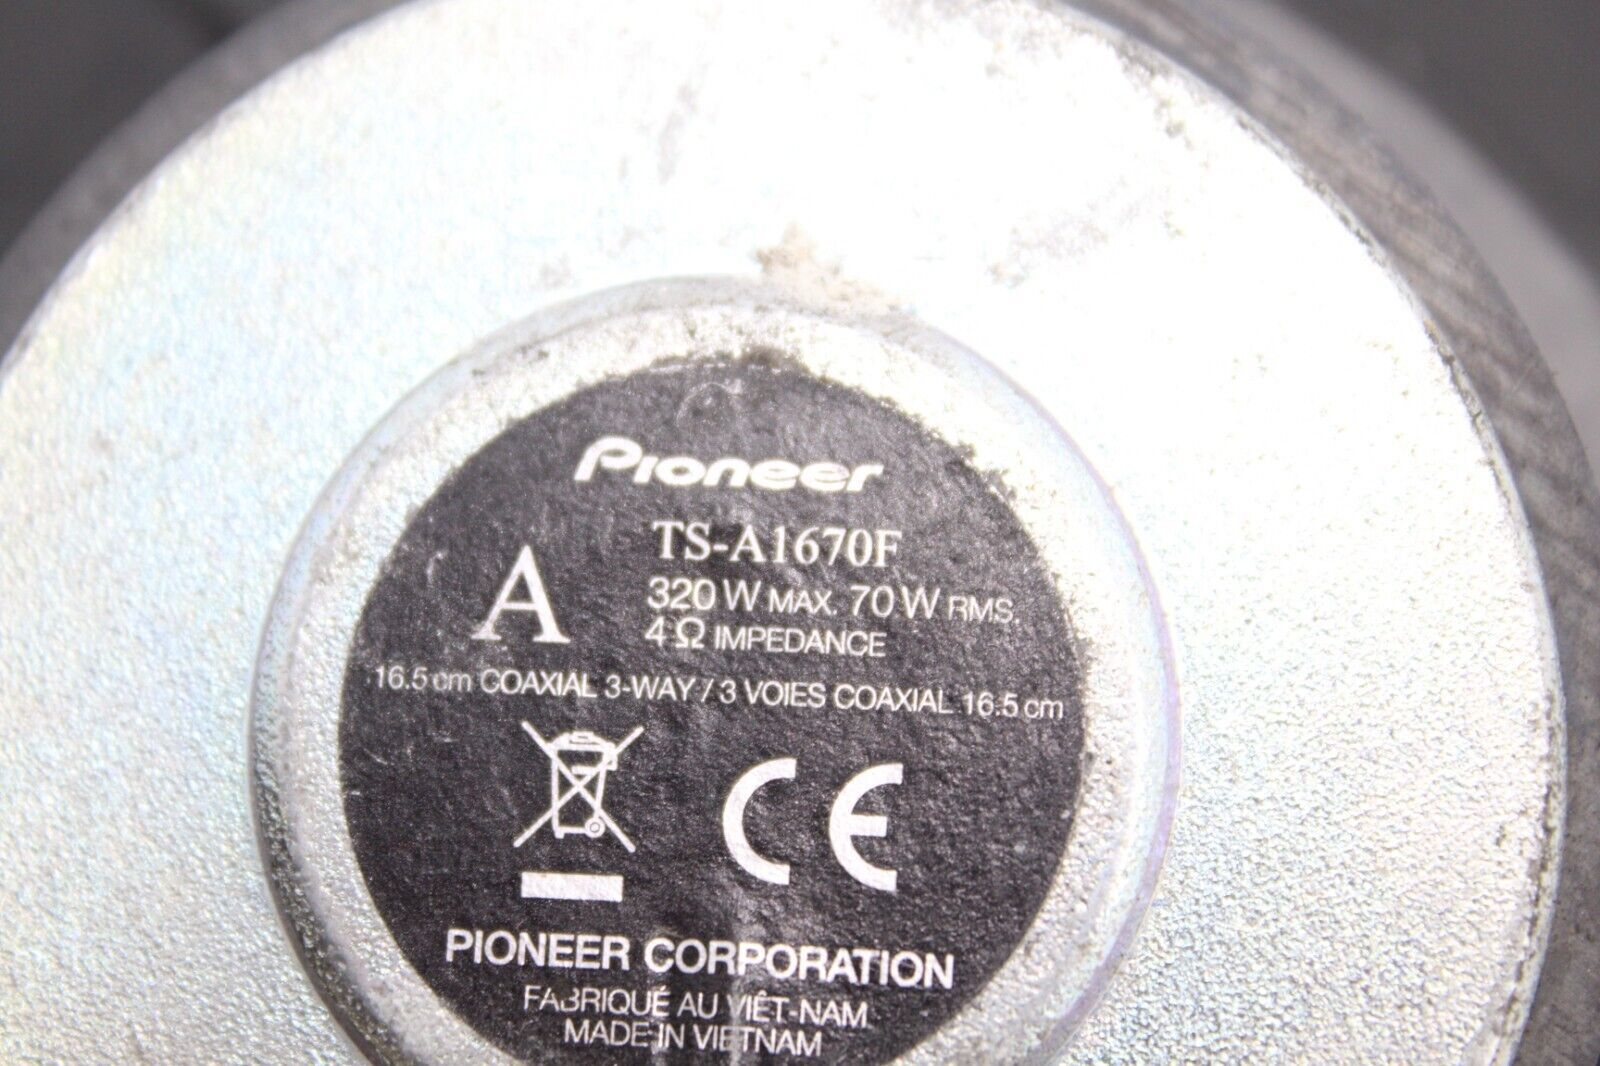 Pioneer
A
TS-A1670F
320 W MAX. 70 W RMS.
4 Ω IMPEDANCE
16.5 cm COAXIAL 3-WAY / 3 VOIES COAXIAL 16.5 cm
CE
PIONEER CORPORATION
FABRIQUÉ AU VIÊT-NAM
MADE IN VIETNAM